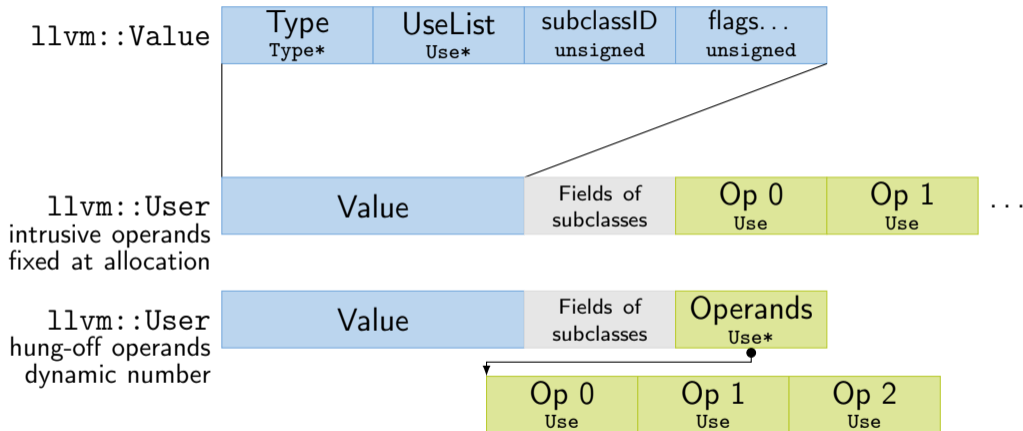 llvm::Value
Type UseList subclassID flags...
Type* Use* unsigned unsigned
llvm::User
intrusive operands
fixed at allocation
Value
Fields of
subclasses
Op 0 Op 1 ...
Use Use
llvm::User
hung-off operands
dynamic number
Value
Fields of
subclasses
Operands
Use*
Op 0 Op 1 Op 2
Use Use Use